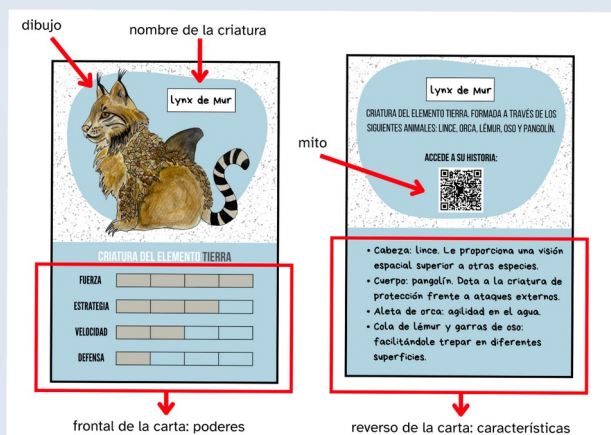 dibujo
nombre de la criatura
lynx de Mur
CRIATURA DEL ELEMENTO TIERRA
FUERZA
ESTRATEGIA
VELOCIDAD
DEFENSA
frontal de la carta: poderes
lynx de Mur
CRIATURA DEL ELEMENTO TIERRA. FORMADA A TRAVÉS DE LOS
SIGUIENTES ANIMALES: LINCE, ORCA, LÉMUR, OSO Y PANGOLÍN.
mito
ACCEDE A SU HISTORIA:
• Cabeza: lince. Le proporciona una visión
espacial superior a otras especies.
• Cuerpo: pangolín. Dota a la criatura de
protección frente a ataques externos.
• Aleta de orca: agilidad en el agua.
• Cola de lémur y garras de oso:
facilitándole trepar en diferentes
superficies.
reverso de la carta: características